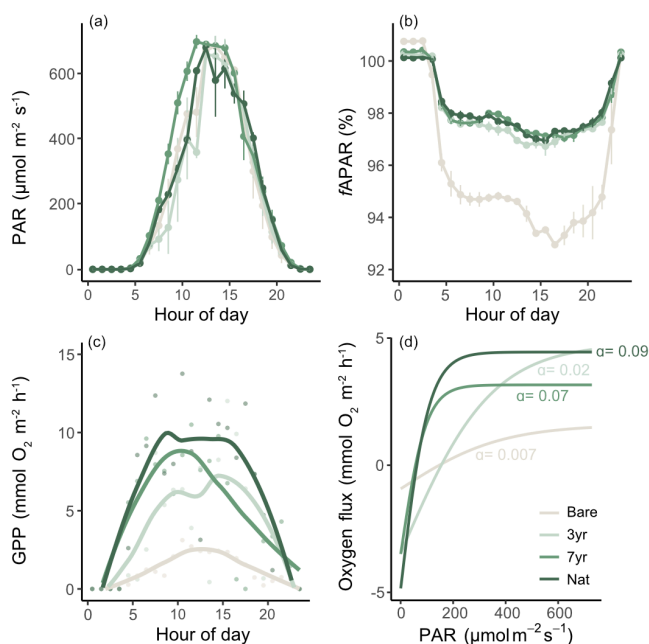 (a)
PAR (μmol m⁻² s⁻¹)
600
400
200
0
0 5 10 15 20
Hour of day
(b)
fAPAR (%)
100
98
96
94
92
0 5 10 15 20
Hour of day
(c)
GPP (mmol O₂ m⁻² h⁻¹)
15
10
5
0
0 5 10 15 20
Hour of day
(d)
Oxygen flux (mmol O₂ m⁻² h⁻¹)
5
0
-5
α= 0.09
α= 0.02
α= 0.07
α= 0.007
Bare
3yr
7yr
Nat
0 200 400 600
PAR (μmol m⁻² s⁻¹)